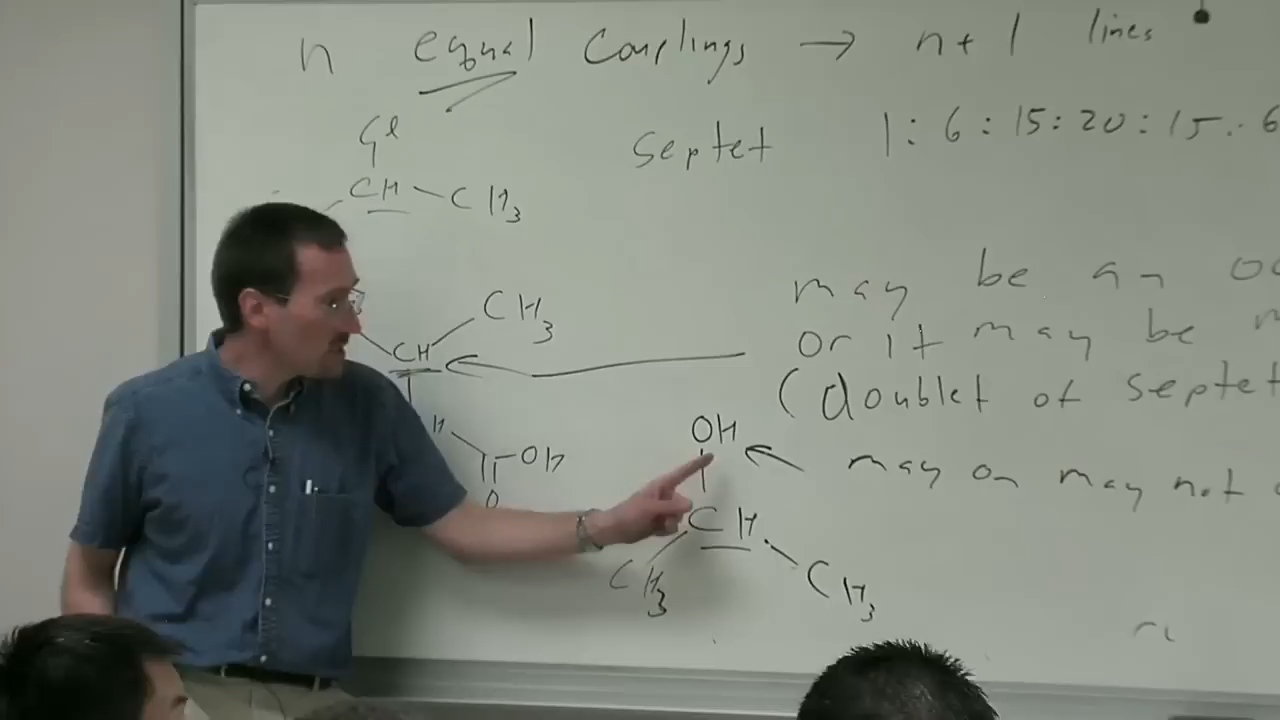 n equal couplings → n+1 lines
septet 1:6:15:20:15:6
Cl
CH - CH3
may be an
CH3
CH
or it may be
(doublet of septet
OH
OH
O
may or may not
CH
CH3
CH3